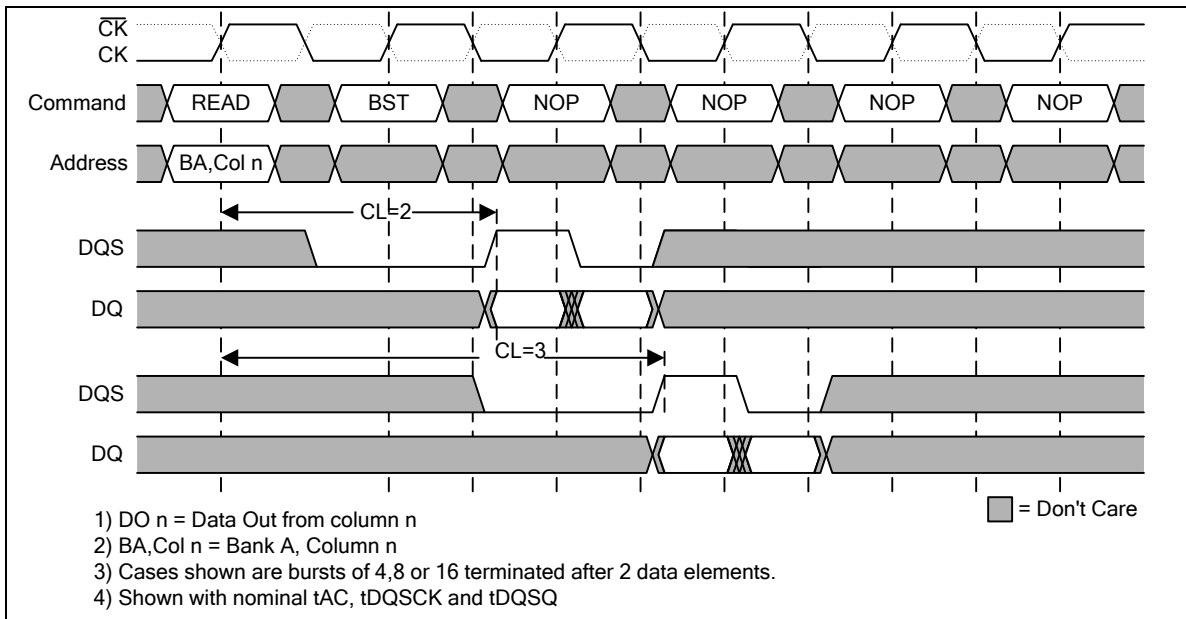 C̅K̅
CK
Command READ BST NOP NOP NOP NOP
Address BA,Col n
CL=2
DQS
DQ
CL=3
DQS
DQ
1) DO n = Data Out from column n
= Don't Care
2) BA,Col n = Bank A, Column n
3) Cases shown are bursts of 4,8 or 16 terminated after 2 data elements.
4) Shown with nominal tAC, tDQSCK and tDQSQ